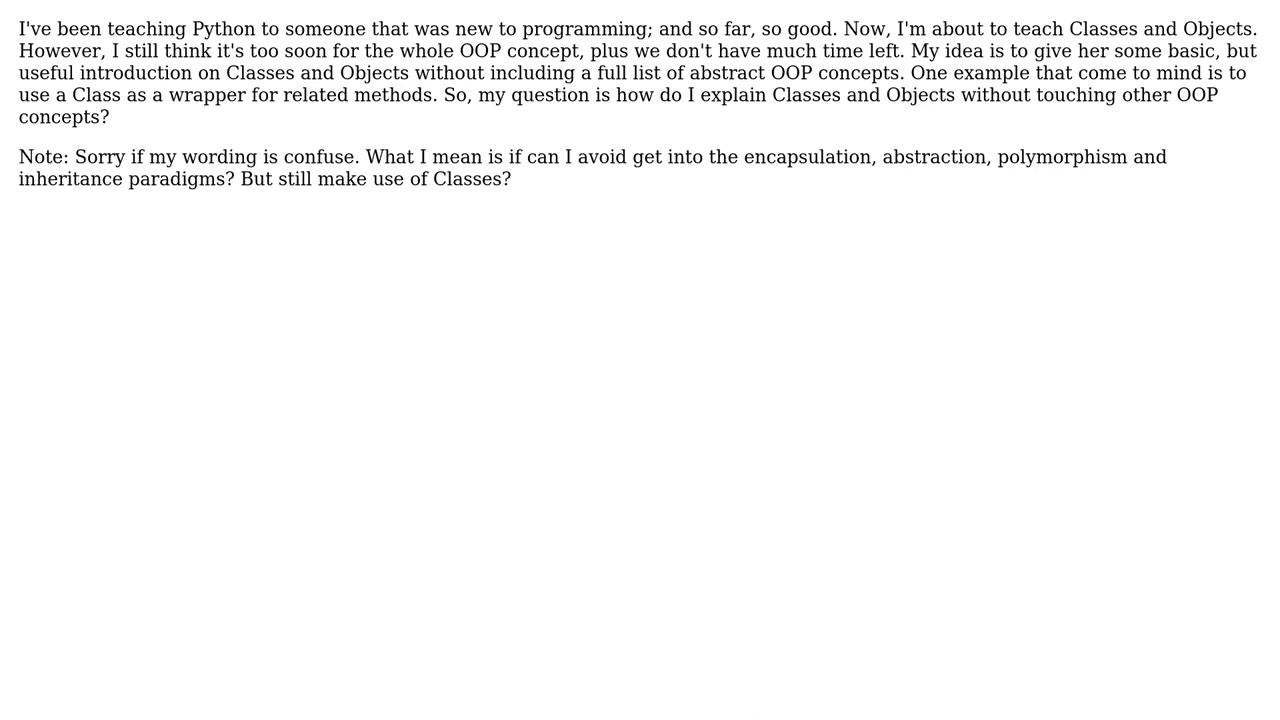 I've been teaching Python to someone that was new to programming; and so far, so good. Now, I'm about to teach Classes and Objects.
However, I still think it's too soon for the whole OOP concept, plus we don't have much time left. My idea is to give her some basic, but
useful introduction on Classes and Objects without including a full list of abstract OOP concepts. One example that come to mind is to
use a Class as a wrapper for related methods. So, my question is how do I explain Classes and Objects without touching other OOP
concepts?
Note: Sorry if my wording is confuse. What I mean is if can I avoid get into the encapsulation, abstraction, polymorphism and
inheritance paradigms? But still make use of Classes?